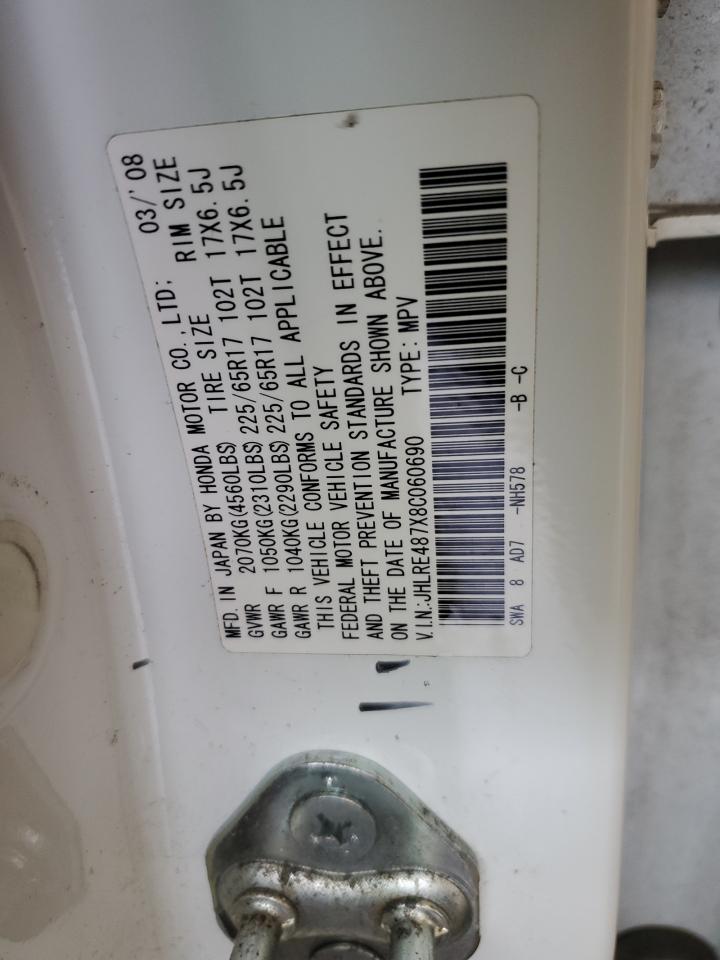 MFD. IN JAPAN BY HONDA MOTOR CO., LTD; 03/'08
GVWR 2070KG(4560LBS) TIRE SIZE RIM SIZE
GAWR F 1050KG(2310LBS) 225/65R17 102T 17X6.5J
GAWR R 1040KG(2290LBS) 225/65R17 102T 17X6.5J
THIS VEHICLE CONFORMS TO ALL APPLICABLE
FEDERAL MOTOR VEHICLE SAFETY
AND THEFT PREVENTION STANDARDS IN EFFECT
ON THE DATE OF MANUFACTURE SHOWN ABOVE.
V.I.N.:JHLRE487X8C060690 TYPE: MPV
SWA 8 AD7 -NH578 -B -C